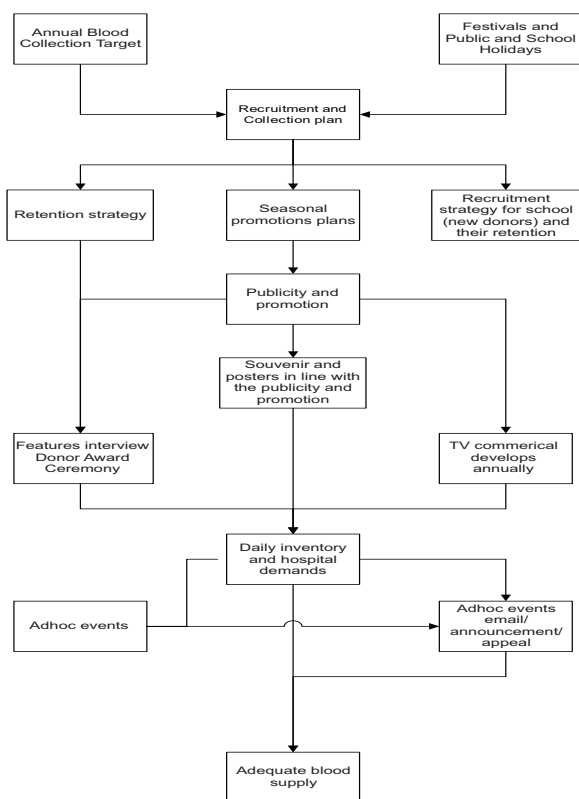 Annual Blood
Collection Target
Festivals and
Public and School
Holidays
Recruitment and
Collection plan
Retention strategy
Seasonal
promotions plans
Recruitment
strategy for school
(new donors) and
their retention
Publicity and
promotion
Souvenir and
posters in line with
the publicity and
promotion
Features interview
Donor Award
Ceremony
TV commerical
develops
annually
Daily inventory
and hospital
demands
Adhoc events
Adhoc events
email/
announcement/
appeal
Adequate blood
supply